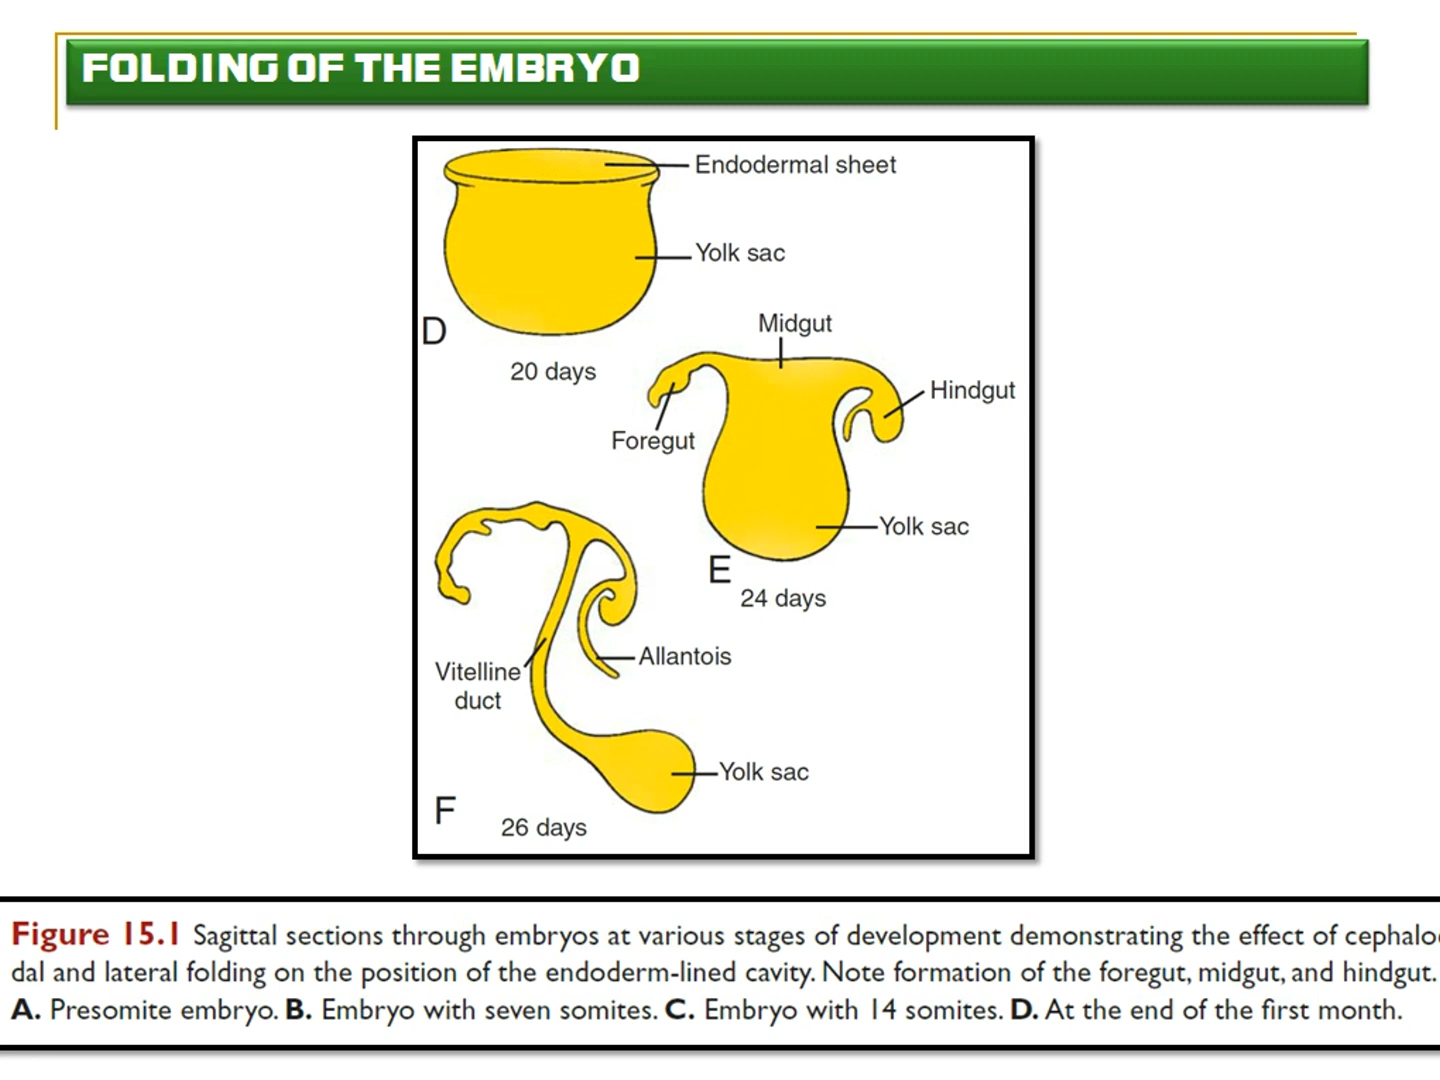 FOLDING OF THE EMBRYO
Endodermal sheet
Yolk sac
D
20 days
Midgut
Hindgut
Foregut
Yolk sac
E
24 days
Vitelline
duct
Allantois
Yolk sac
F
26 days
Figure 15.1 Sagittal sections through embryos at various stages of development demonstrating the effect of cephaloc
dal and lateral folding on the position of the endoderm-lined cavity. Note formation of the foregut, midgut, and hindgut.
A. Presomite embryo. B. Embryo with seven somites. C. Embryo with 14 somites. D. At the end of the first month.